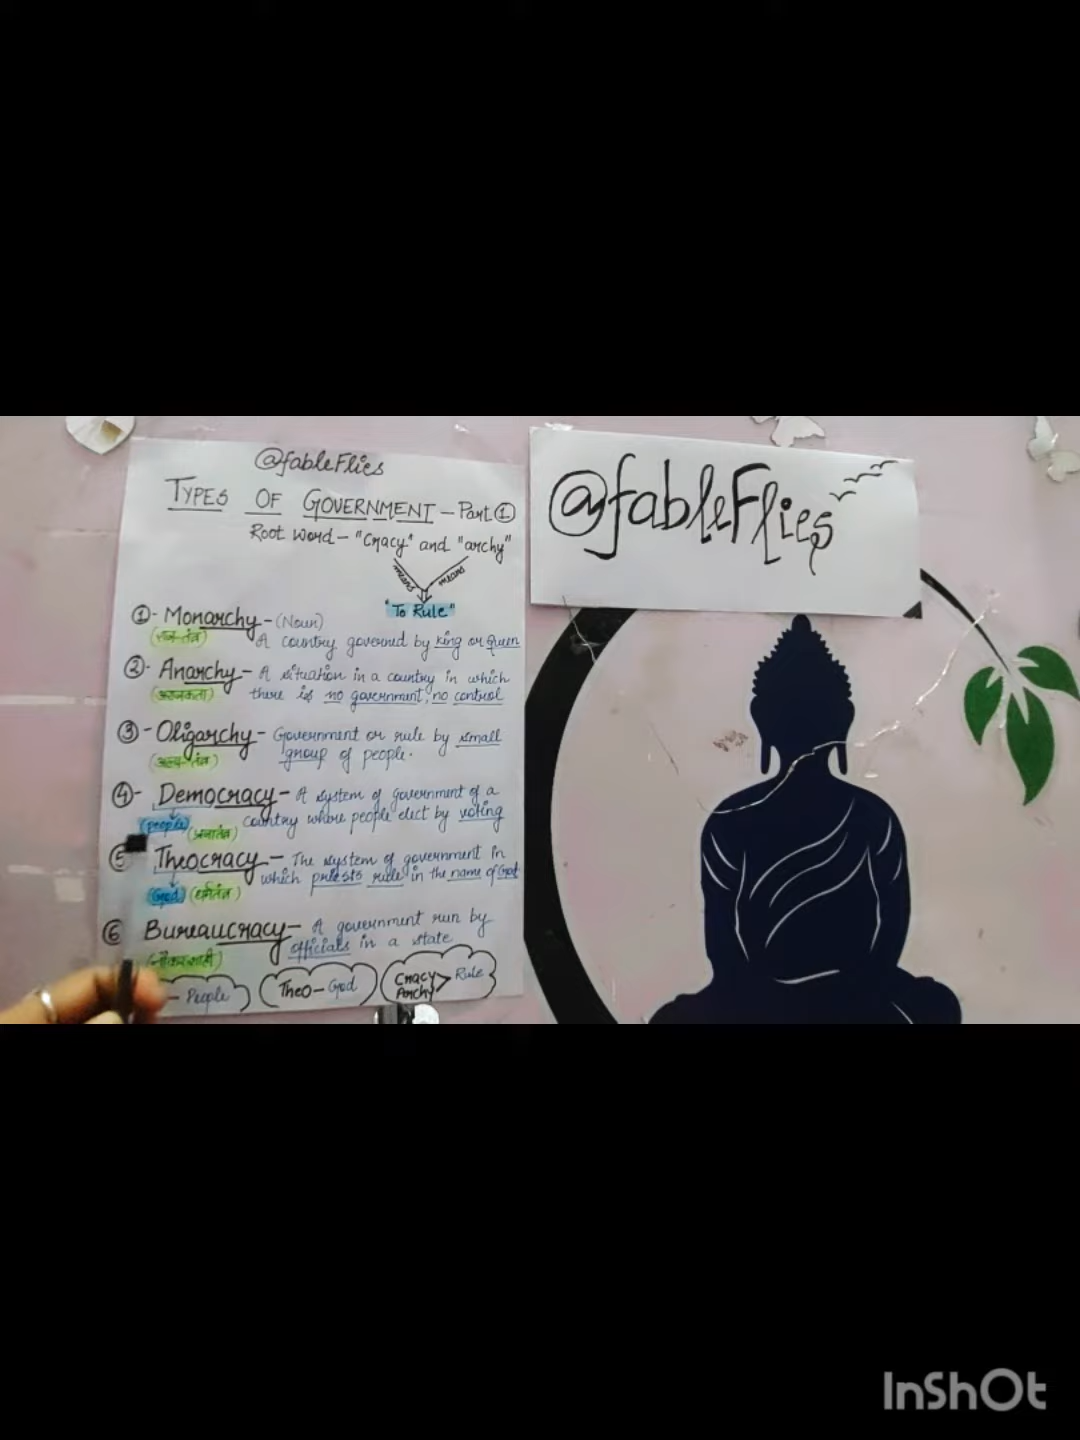 @fableFlies
TYPES OF GOVERNMENT – Part ①
Root word – "Cracy" and "archy"
"To Rule"
①- Monarchy – (Noun)
(राज-तंत्र) A country governed by king or Queen
②- Anarchy – A situation in a country in which
(अराजकता) there is no government, no control
③- Oligarchy – Government or rule by small
(अल्प-तंत्र) group of people.
④- Democracy – A system of government of a
(people) (प्रजातंत्र) country where people elect by voting
⑤ Theocracy – The system of government in
which priests rule in the name of God
(God) (धर्मतंत्र)
⑥ Bureaucracy – A government run by
officials in a state
(नौकरशाही)
– People
Theo – God
Cracy
Archy > Rule
@fableFlies
InShOt